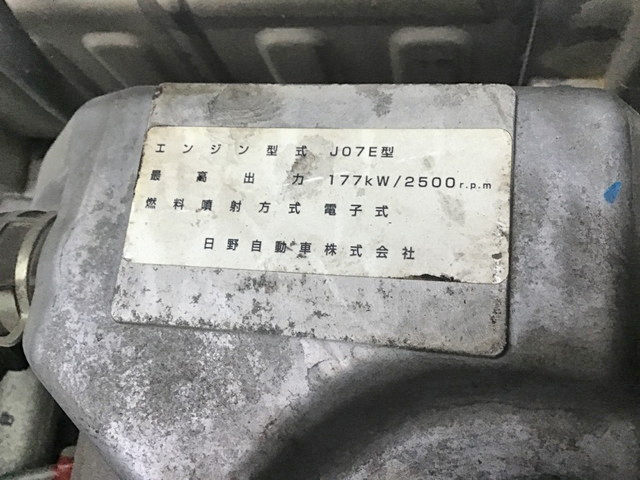 エンジン型式 J07E型
最高出力 177kW/2500r.p.m
燃料噴射方式 電子式
日野自動車株式会社